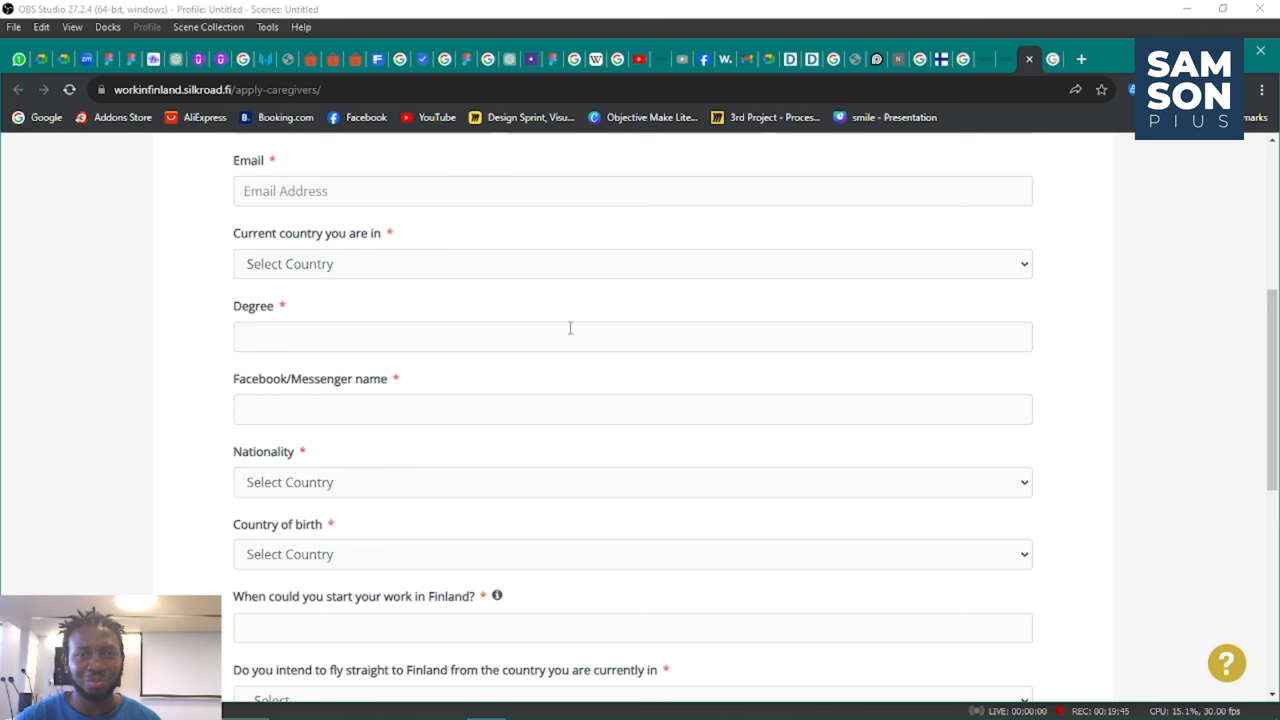 OBS Studio 27.2.4 (64-bit, windows) - Profile: Untitled - Scenes: Untitled
File Edit View Docks Profile Scene Collection Tools Help
workinfinland.silkroad.fi/apply-caregivers/
Google Addons Store AliExpress Booking.com Facebook YouTube Design Sprint, Visu... Objective Make Lite... 3rd Project - Proces... smile - Presentation
SAM
SON
PIUS
Email *
Email Address
Current country you are in *
Select Country
Degree *
Facebook/Messenger name *
Nationality *
Select Country
Country of birth *
Select Country
When could you start your work in Finland? *
Do you intend to fly straight to Finland from the country you are currently in *
Select
?
LIVE: 00:00:00 REC: 00:19:45 CPU: 15.1%, 30.00 fps